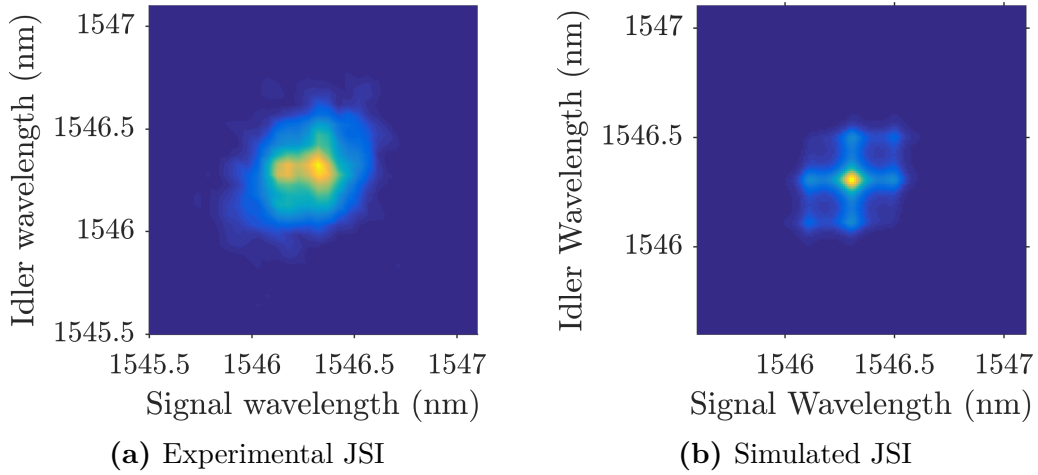 1547
1546.5
1546
1545.5
Idler wavelength (nm)
1545.5 1546 1546.5 1547
Signal wavelength (nm)
(a) Experimental JSI
1547
1546.5
1546
Idler Wavelength (nm)
1546 1546.5 1547
Signal Wavelength (nm)
(b) Simulated JSI